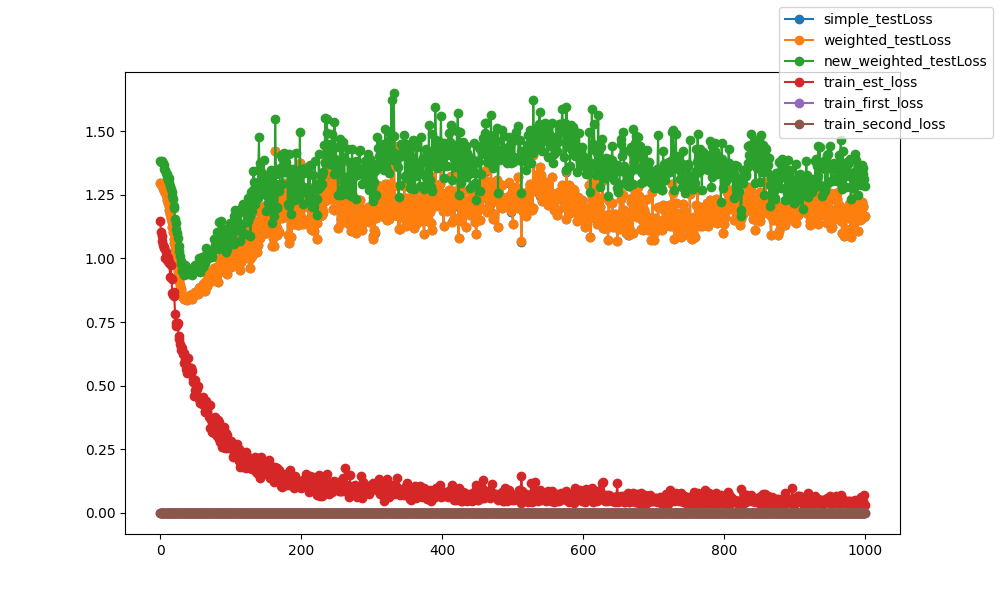 simple_testLoss
weighted_testLoss
new_weighted_testLoss
train_est_loss
train_first_loss
train_second_loss
1.50
1.25
1.00
0.75
0.50
0.25
0.00
0 200 400 600 800 1000